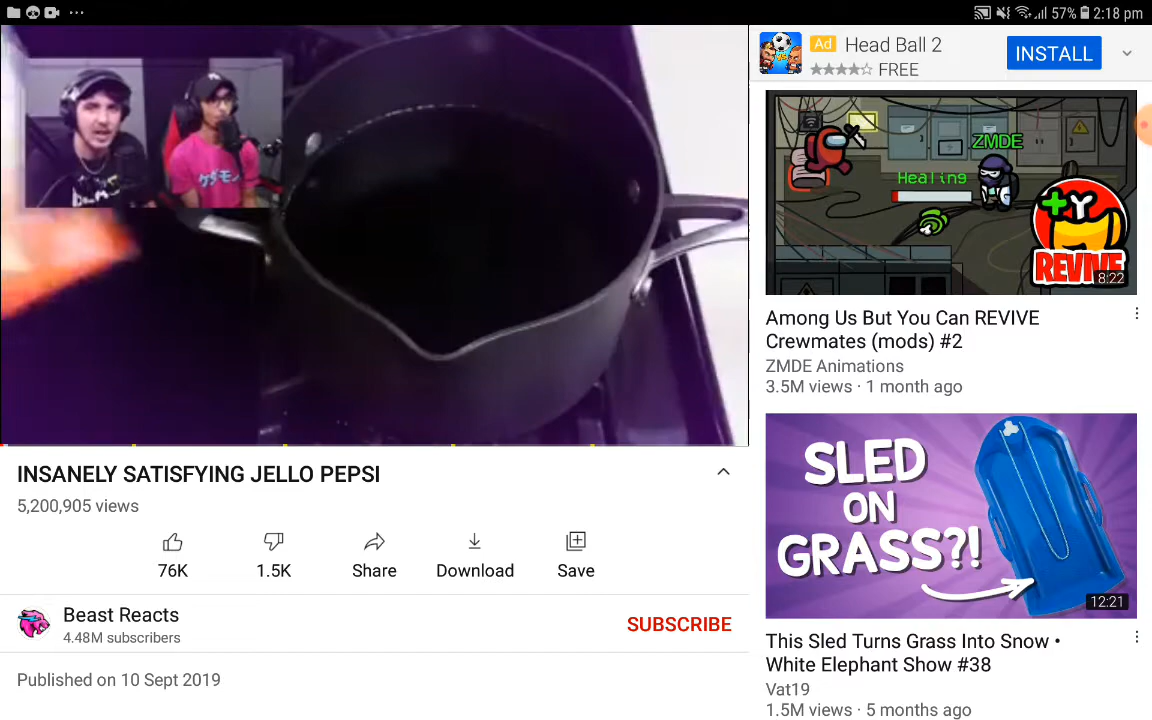 57% 2:18 pm
Ad Head Ball 2
FREE
INSTALL
ケダモノ
ZMDE
Healing
+Y
REVIVE
8:22
Among Us But You Can REVIVE
Crewmates (mods) #2
ZMDE Animations
3.5M views · 1 month ago
SLED
ON
GRASS?!
12:21
This Sled Turns Grass Into Snow •
White Elephant Show #38
Vat19
1.5M views · 5 months ago
INSANELY SATISFYING JELLO PEPSI
5,200,905 views
76K
1.5K
Share
Download
Save
Beast Reacts
4.48M subscribers
SUBSCRIBE
Published on 10 Sept 2019